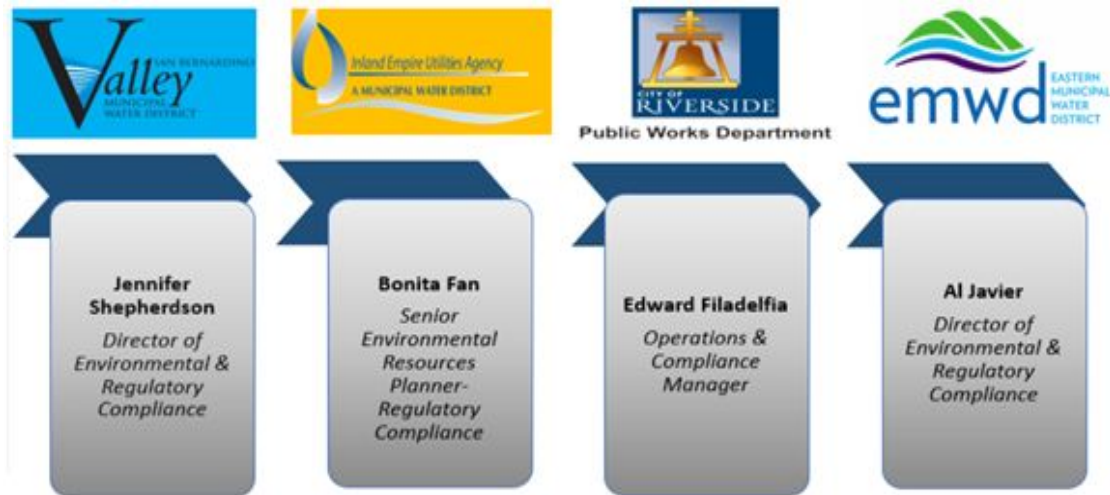 SAN BERNARDINO
Valley
MUNICIPAL
WATER DISTRICT
Inland Empire Utilities Agency
A MUNICIPAL WATER DISTRICT
CITY OF
RIVERSIDE
Public Works Department
emwd
EASTERN
MUNICIPAL
WATER
DISTRICT
Jennifer
Shepherdson
Director of
Environmental &
Regulatory
Compliance
Bonita Fan
Senior
Environmental
Resources
Planner-
Regulatory
Compliance
Edward Filadelfia
Operations &
Compliance
Manager
Al Javier
Director of
Environmental &
Regulatory
Compliance